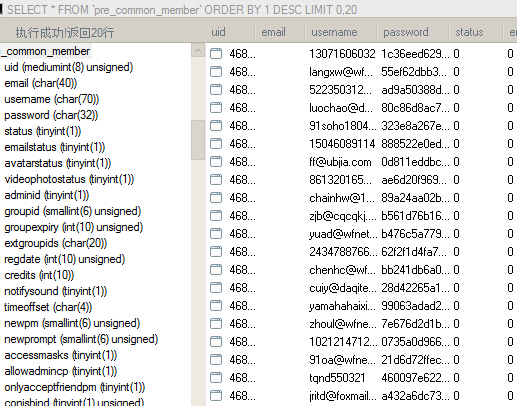 SELECT * FROM `pre_common_member` ORDER BY 1 DESC LIMIT 0,20
执行成功!返回20行
_common_member
uid (mediumint(8) unsigned)
email (char(40))
username (char(70))
password (char(32))
status (tinyint(1))
emailstatus (tinyint(1))
avatarstatus (tinyint(1))
videophotostatus (tinyint(1))
adminid (tinyint(1))
groupid (smallint(6) unsigned)
groupexpiry (int(10) unsigned)
extgroupids (char(20))
regdate (int(10) unsigned)
credits (int(10))
notifysound (tinyint(1))
timeoffset (char(4))
newpm (smallint(6) unsigned)
newprompt (smallint(6) unsigned)
accessmasks (tinyint(1))
allowadmincp (tinyint(1))
onlyacceptfriendpm (tinyint(1))
conisbind (tinyint(1) unsigned)
uid email username password status
468... 13071606032 1c36eed629... 0
468... langxw@wf... 55ef62dbb3... 0
468... 522350312... ad9a50388d... 0
468... luochao@d... 80c86d8ac7... 0
468... 91soho1804... 323e8a267e... 0
468... 15046089114 888522e0ed... 0
468... ff@ubjia.com 0d811eddbc... 0
468... 861320165... ae6d20f969... 0
468... chainhw@1... 89a24aa02b... 0
468... zjb@cqcqkj... b561d76b16... 0
468... yuad@wfnet... b476c5a779... 0
468... 2434788766... 62f2f1d4fa7... 0
468... chenhc@wf... bb241db6a0... 0
468... cuiy@daqite... 28d42265a1... 0
468... yamahahaixi... 99063adad2... 0
468... zhoul@wfne... 7e676d2d1b... 0
468... 1021214712... 0735a0d966... 0
468... 91oa@wfne... 21d6d72ffec... 0
468... tqnd550321 460097e622... 0
468... jritd@foxmail... a432a6dc73... 0